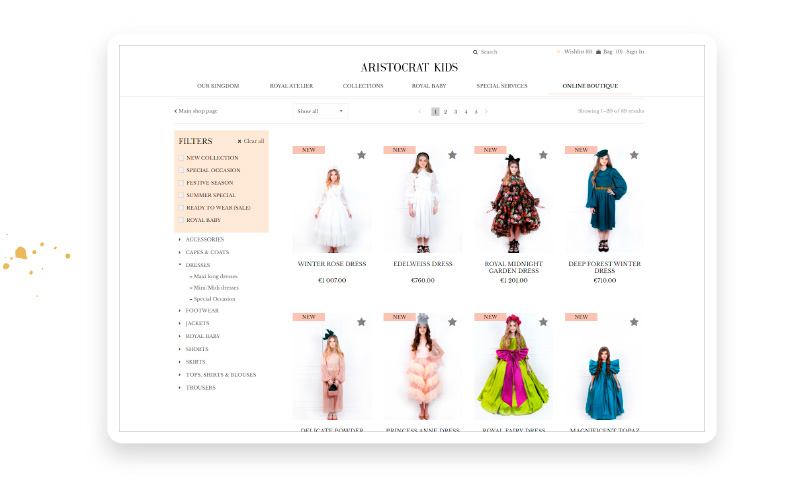 Search
Wishlist (0) Bag (0) Sign In
ARISTOCRAT KIDS
OUR KINGDOM ROYAL ATELIER COLLECTIONS ROYAL BABY SPECIAL SERVICES ONLINE BOUTIQUE
Main shop page Show all 1 2 3 4 Showing 1–20 of results
FILTERS Clear all
NEW COLLECTION
SPECIAL OCCASION
FESTIVE SEASON
SUMMER SPECIAL
READY TO WEAR (SALE)
ROYAL BABY
ACCESSORIES
CAPES & COATS
DRESSES
– Maxi long dresses
– Mini/Midi dresses
– Special Occasion
FOOTWEAR
JACKETS
ROYAL BABY
SHORTS
SKIRTS
TOPS, SHIRTS & BLOUSES
TROUSERS
NEW NEW NEW NEW
WINTER ROSE DRESS
€1 007.00
EDELWEISS DRESS
€760.00
ROYAL MIDNIGHT
GARDEN DRESS
€1 201.00
DEEP FOREST WINTER
DRESS
€710.00
NEW NEW NEW NEW
DELICATE POWDER
PRINCESS ANNE DRESS
ROYAL FAIRY DRESS
MAGNIFICENT TOPAZ